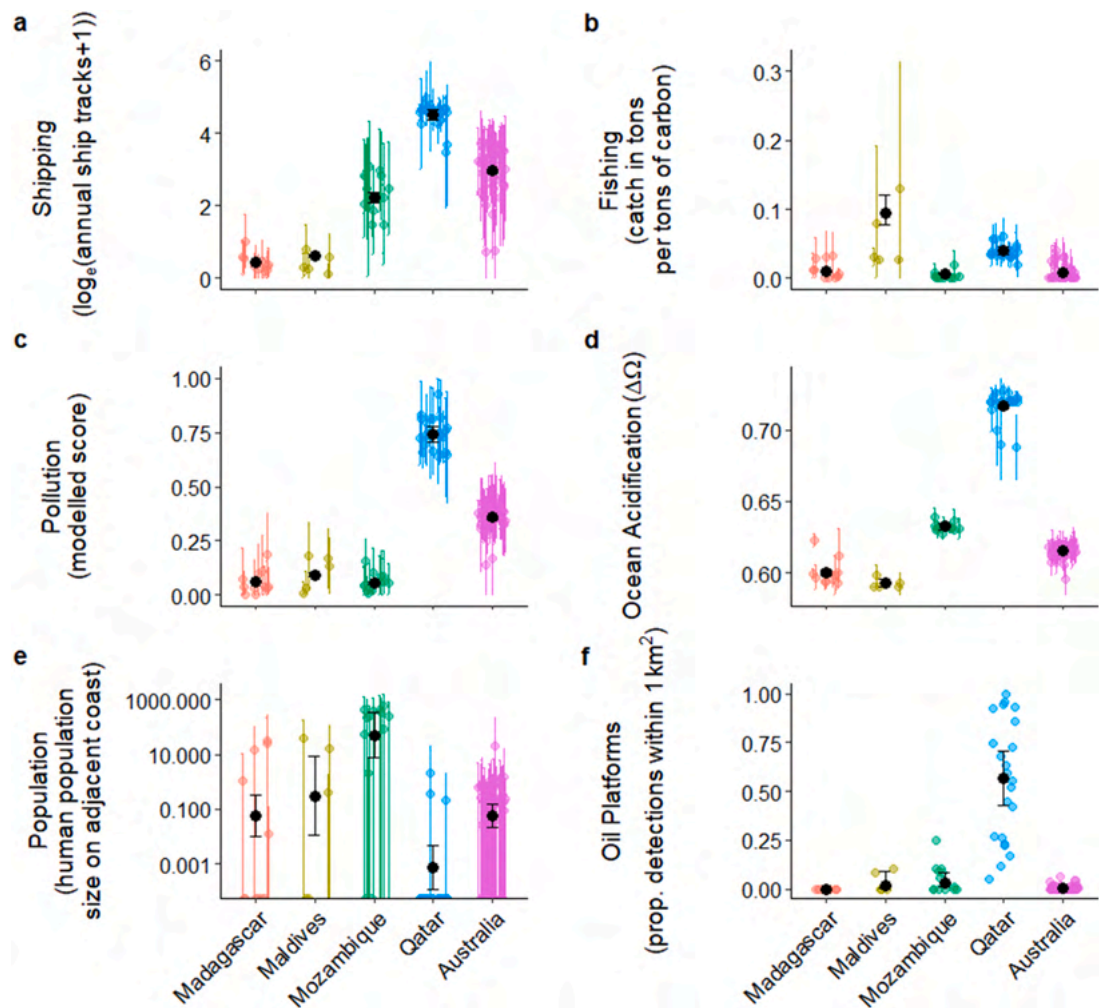 a
Shipping
(logₑ(annual ship tracks+1))
6
4
2
0
b
Fishing
(catch in tons
per tons of carbon)
0.3
0.2
0.1
0.0
c
Pollution
(modelled score)
1.00
0.75
0.50
0.25
0.00
d
Ocean Acidification (ΔΩ)
0.70
0.65
0.60
e
Population
(human population
size on adjacent coast)
1000.000
10.000
0.100
0.001
Madagascar
Maldives
Mozambique
Qatar
Australia
f
Oil Platforms
(prop. detections within 1 km²)
1.00
0.75
0.50
0.25
0.00
Madagascar
Maldives
Mozambique
Qatar
Australia